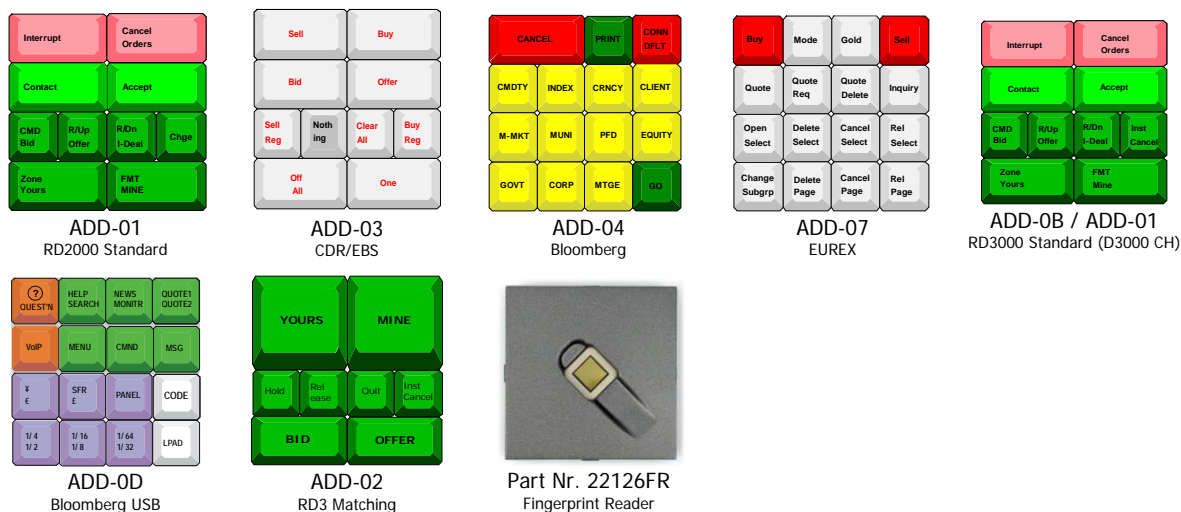 Interrupt
Cancel
Orders
Contact
Accept
CMD
Bid
R/Up
Offer
R/Dn
I-Deal
Chge
Zone
Yours
FMT
MINE
ADD-01
RD2000 Standard
Sell
Buy
Bid
Offer
Sell
Reg
Noth
ing
Clear
All
Buy
Reg
Off
All
One
ADD-03
CDR/EBS
CANCEL
PRINT
CONN
DFLT
CMDTY
INDEX
CRNCY
CLIENT
M-MKT
MUNI
PFD
EQUITY
GOVT
CORP
MTGE
GO
ADD-04
Bloomberg
Buy
Mode
Gold
Sell
Quote
Quote
Req
Quote
Delete
Inquiry
Open
Select
Delete
Select
Cancel
Select
Rel
Select
Change
Subgrp
Delete
Page
Cancel
Page
Rel
Page
ADD-07
EUREX
Interrupt
Cancel
Orders
Contact
Accept
CMD
Bid
R/Up
Offer
R/Dn
I-Deal
Inst
Cancel
Zone
Yours
FMT
Mine
ADD-0B / ADD-01
RD3000 Standard (D3000 CH)
?
QUEST'N
HELP
SEARCH
NEWS
MONITR
QUOTE1
QUOTE2
VoIP
MENU
CMND
MSG
¥
€
SFR
£
PANEL
CODE
1/ 4
1/ 2
1/ 16
1/ 8
1/ 64
1/ 32
LPAD
ADD-0D
Bloomberg USB
YOURS
MINE
Hold
Rel
ease
Quit
Inst
Cancel
BID
OFFER
ADD-02
RD3 Matching
Part Nr. 22126FR
Fingerprint Reader